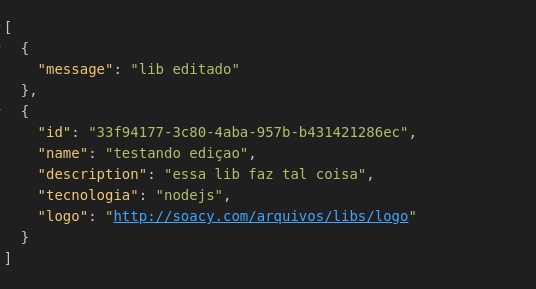 [
{
"message": "lib editado"
},
{
"id": "33f94177-3c80-4aba-957b-b431421286ec",
"name": "testando ediçao",
"description": "essa lib faz tal coisa",
"tecnologia": "nodejs",
"logo": "http://soacy.com/arquivos/libs/logo"
}
]